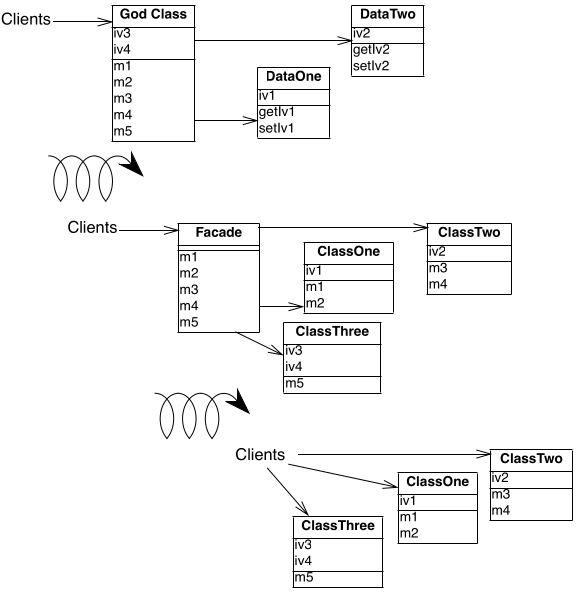 Clients
God Class
iv3
iv4
m1
m2
m3
m4
m5
DataTwo
iv2
getIv2
setIv2
DataOne
iv1
getIv1
setIv1
Clients
Facade
m1
m2
m3
m4
m5
ClassTwo
iv2
m3
m4
ClassOne
iv1
m1
m2
ClassThree
iv3
iv4
m5
Clients
ClassTwo
iv2
m3
m4
ClassOne
iv1
m1
m2
ClassThree
iv3
iv4
m5